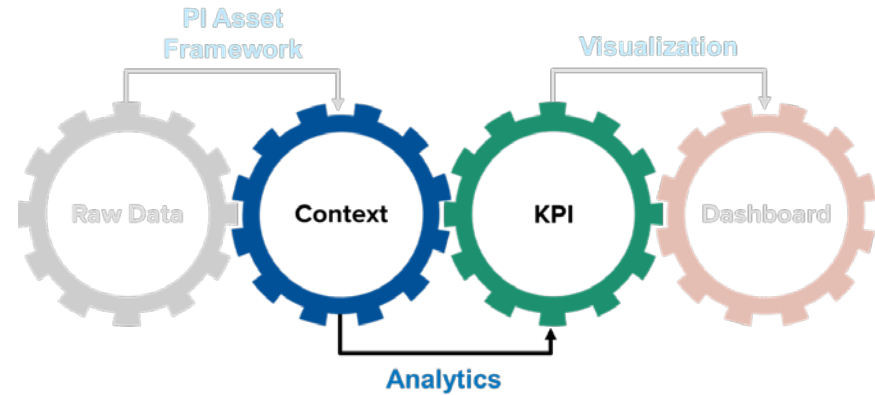 PI Asset
Framework
Visualization
Raw Data
Context
KPI
Dashboard
Analytics